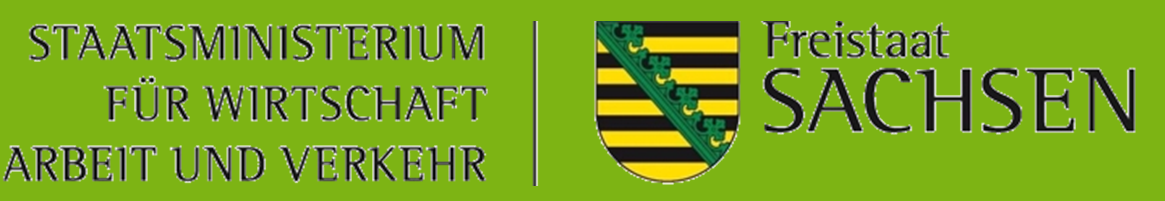 STAATSMINISTERIUM
FÜR WIRTSCHAFT
ARBEIT UND VERKEHR
Freistaat
SACHSEN